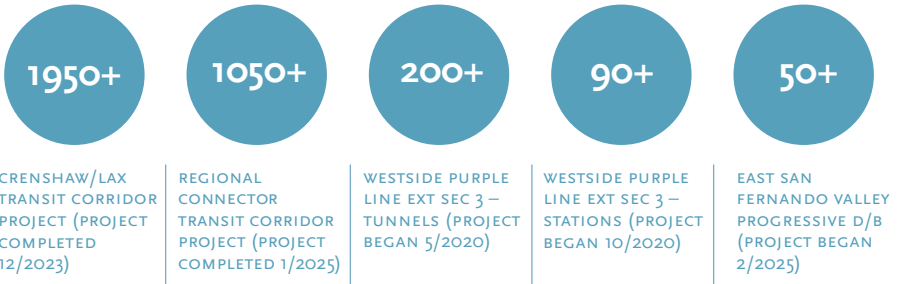 1950+
1050+
200+
90+
50+
CRENSHAW/LAX
TRANSIT CORRIDOR
PROJECT (PROJECT
COMPLETED
12/2023)
REGIONAL
CONNECTOR
TRANSIT CORRIDOR
PROJECT (PROJECT
COMPLETED 1/2025)
WESTSIDE PURPLE
LINE EXT SEC 3 –
TUNNELS (PROJECT
BEGAN 5/2020)
WESTSIDE PURPLE
LINE EXT SEC 3 –
STATIONS (PROJECT
BEGAN 10/2020)
EAST SAN
FERNANDO VALLEY
PROGRESSIVE D/B
(PROJECT BEGAN
2/2025)